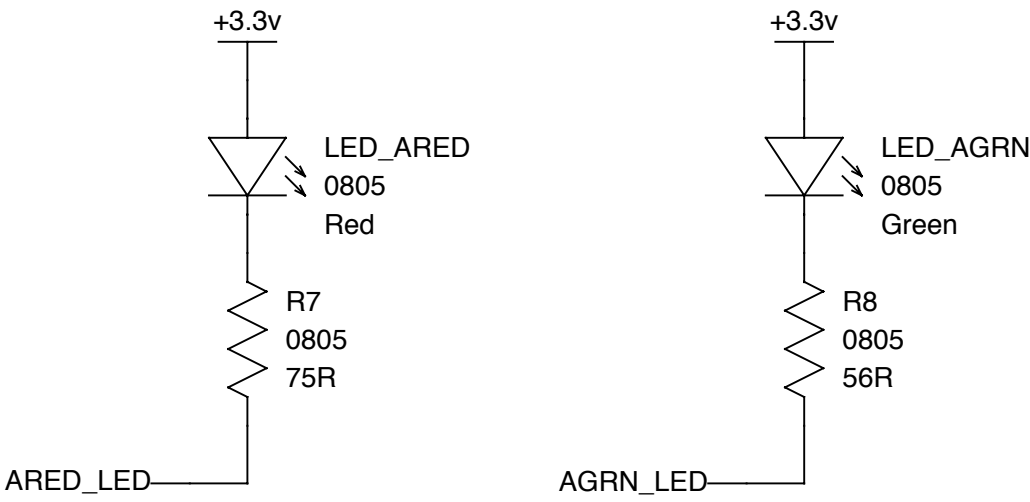 +3.3v
LED_ARED
0805
Red
R7
0805
75R
ARED_LED
+3.3v
LED_AGRN
0805
Green
R8
0805
56R
AGRN_LED